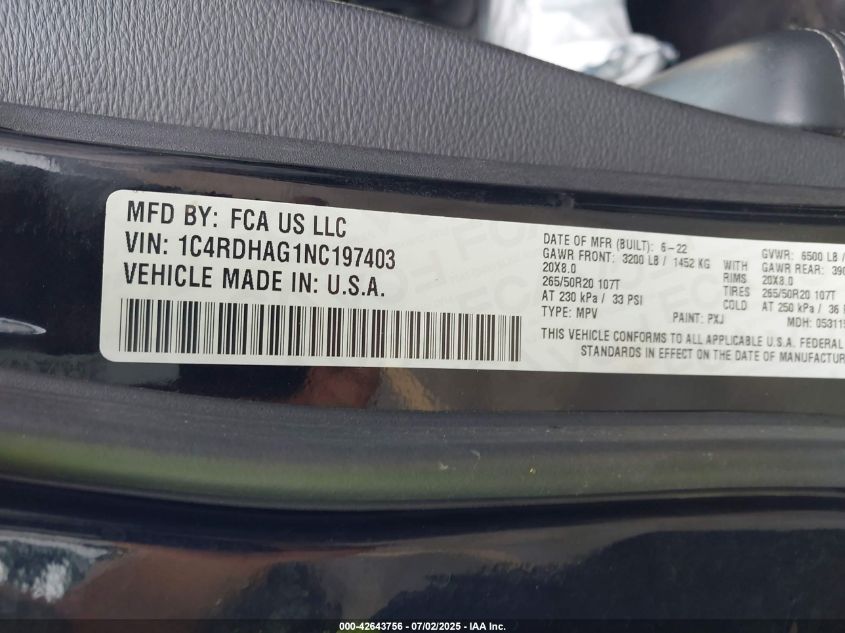 MFD BY: FCA US LLC
VIN: 1C4RDHAG1NC197403
VEHICLE MADE IN: U.S.A.
DATE OF MFR (BUILT): 6-22
GAWR FRONT: 3200 LB / 1452 KG
20X8.0
265/50R20 107T
AT 230 kPa / 33 PSI
TYPE: MPV
WITH
RIMS
TIRES
COLD
GVWR: 6500 LB
GAWR REAR: 390
20X8.0
265/50R20 107T
AT 250 kPa / 36
PAINT: PXJ
MDH: 05311
THIS VEHICLE CONFORMS TO ALL APPLICABLE U.S.A. FEDERAL
STANDARDS IN EFFECT ON THE DATE OF MANUFACTUR
000-42643756 - 07/02/2025 - IAA Inc.